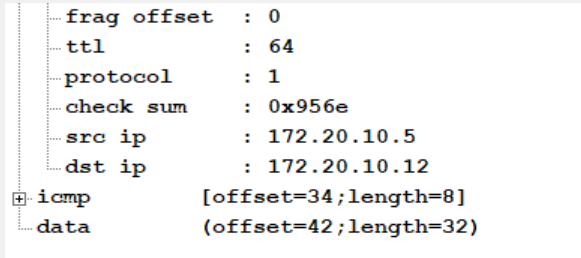 frag offset : 0
ttl : 64
protocol : 1
check sum : 0x956e
src ip : 172.20.10.5
dst ip : 172.20.10.12
icmp [offset=34;length=8]
data (offset=42;length=32)